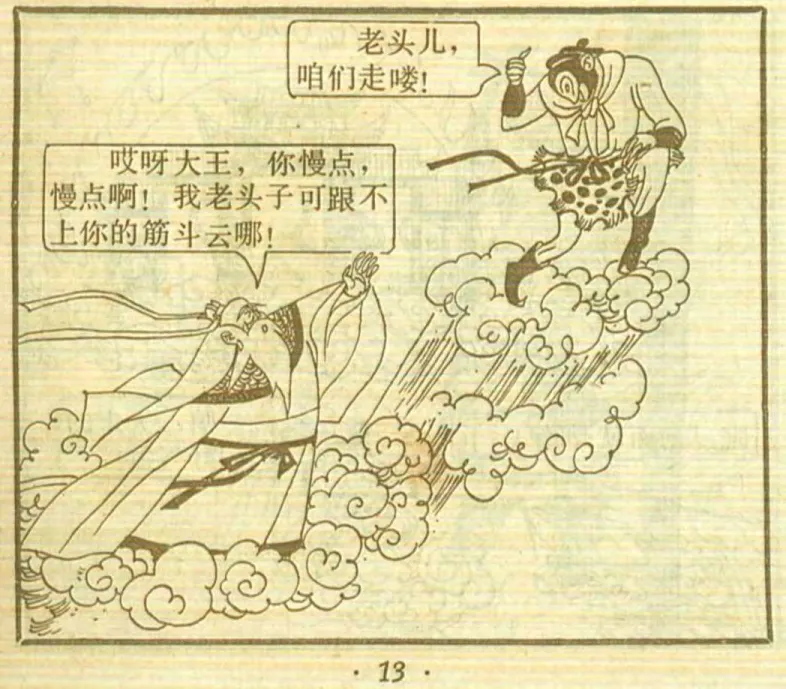 老头儿，
咱们走喽！
哎呀大王，你慢点，
慢点啊！我老头子可跟不
上你的筋斗云哪！
· 13 ·